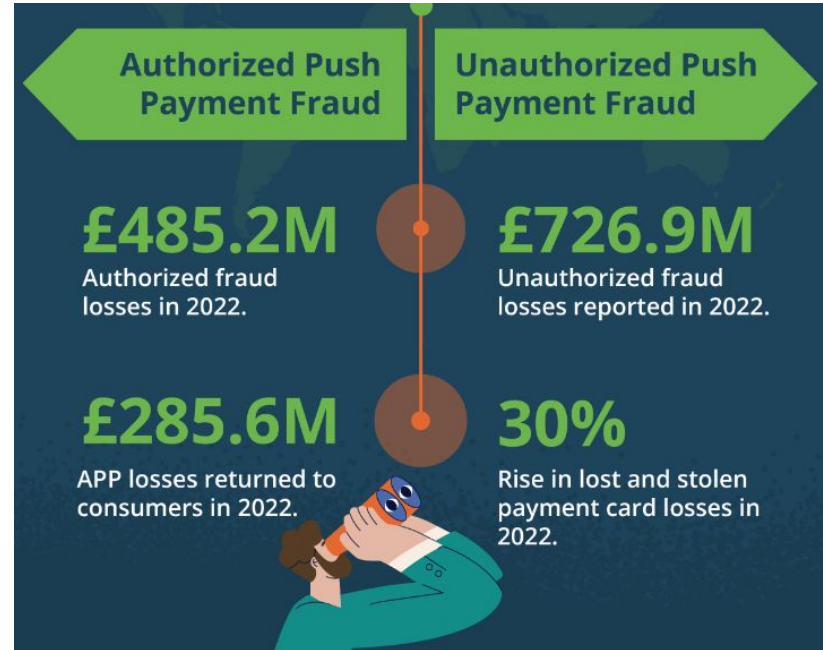 Authorized Push
Payment Fraud
Unauthorized Push
Payment Fraud
£485.2M
Authorized fraud
losses in 2022.
£726.9M
Unauthorized fraud
losses reported in 2022.
£285.6M
APP losses returned to
consumers in 2022.
30%
Rise in lost and stolen
payment card losses in
2022.